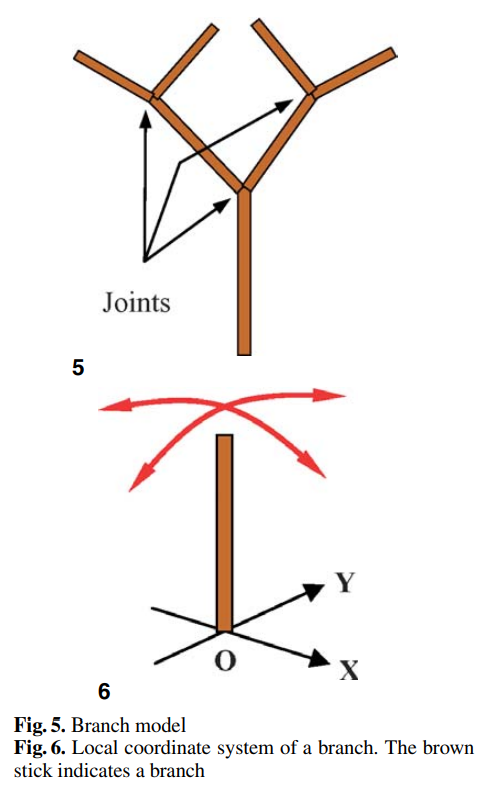 Joints
5
Y
O
X
6
Fig. 5. Branch model
Fig. 6. Local coordinate system of a branch. The brown
stick indicates a branch